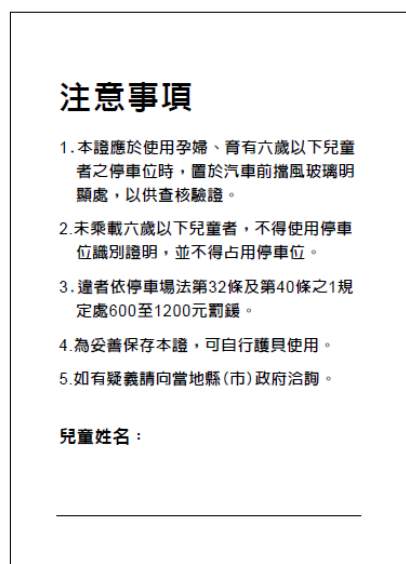 注意事項
1.本證應於使用孕婦、育有六歲以下兒童
者之停車位時，置於汽車前擋風玻璃明
顯處，以供查核驗證。
2.未乘載六歲以下兒童者，不得使用停車
位識別證明，並不得占用停車位。
3.違者依停車場法第32條及第40條之1規
定處600至1200元罰鍰。
4.為妥善保存本證，可自行護貝使用。
5.如有疑義請向當地縣(市)政府洽詢。
兒童姓名：